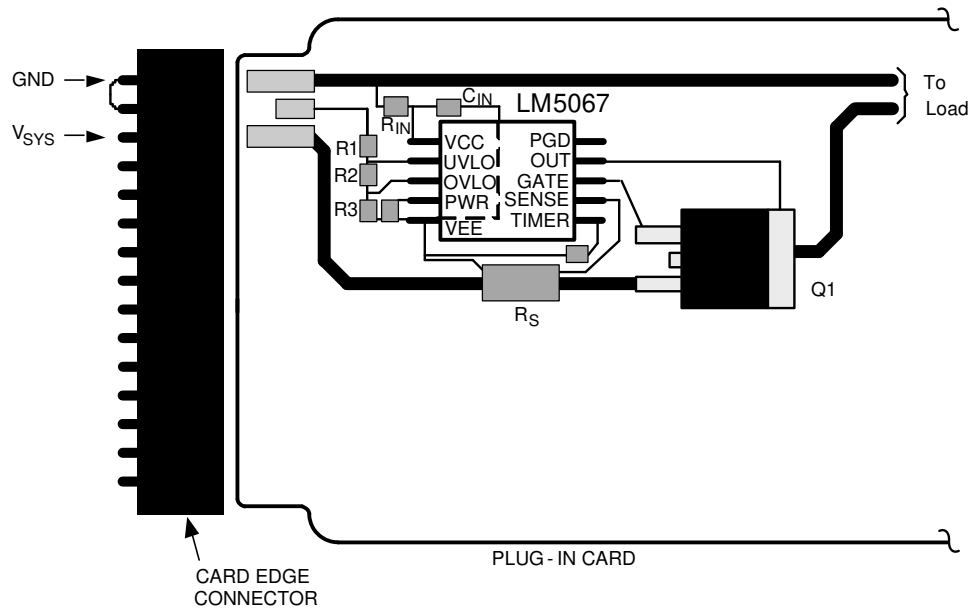 GND
V_SYS
To
Load
C_IN
LM5067
R_IN
R1
R2
R3
VCC
UVLO
OVLO
PWR
VEE
PGD
OUT
GATE
SENSE
TIMER
R_S
Q1
PLUG - IN CARD
CARD EDGE
CONNECTOR